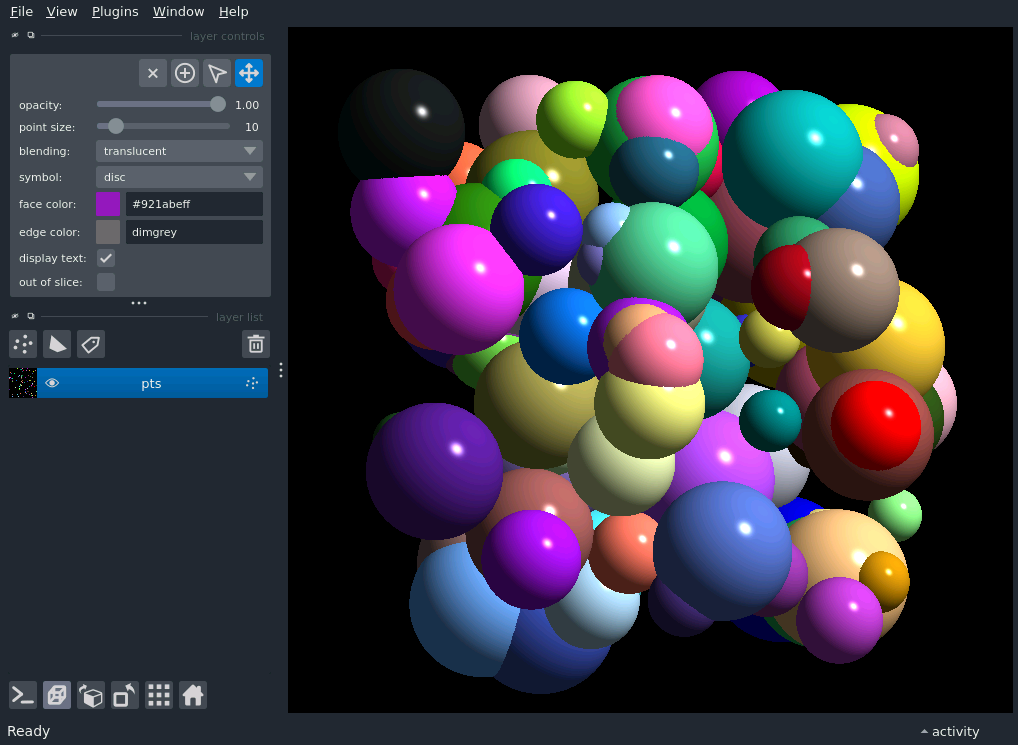 File View Plugins Window Help
layer controls
opacity: 1.00
point size: 10
blending: translucent
symbol: disc
face color: #921abeff
edge color: dimgrey
display text:
out of slice:
layer list
pts
Ready
activity